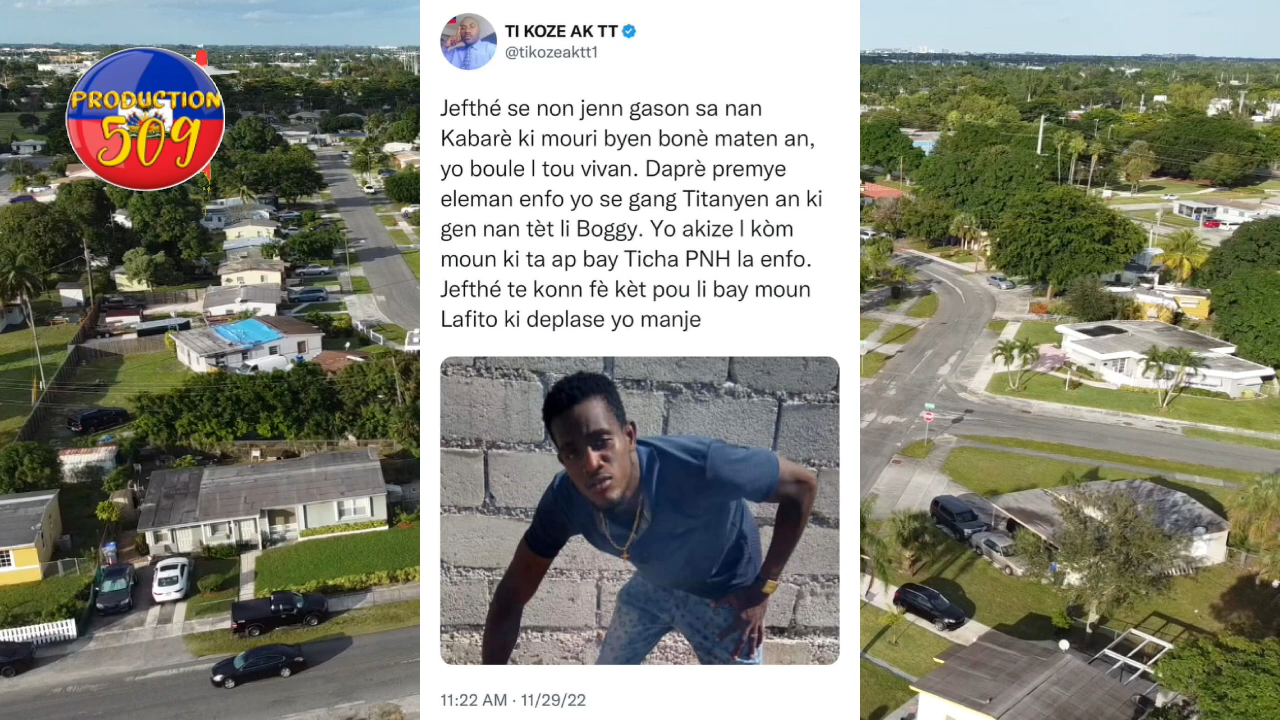 PRODUCTION
509
TI KOZE AK TT
@tikozeaktt1
Jefthé se non jenn gason sa nan
Kabarè ki mouri byen bonè maten an,
yo boule l tou vivan. Daprè premye
eleman enfo yo se gang Titanyen an ki
gen nan tèt li Boggy. Yo akize l kòm
moun ki ta ap bay Ticha PNH la enfo.
Jefthé te konn fè kèt pou li bay moun
Lafito ki deplase yo manje
11:22 AM · 11/29/22